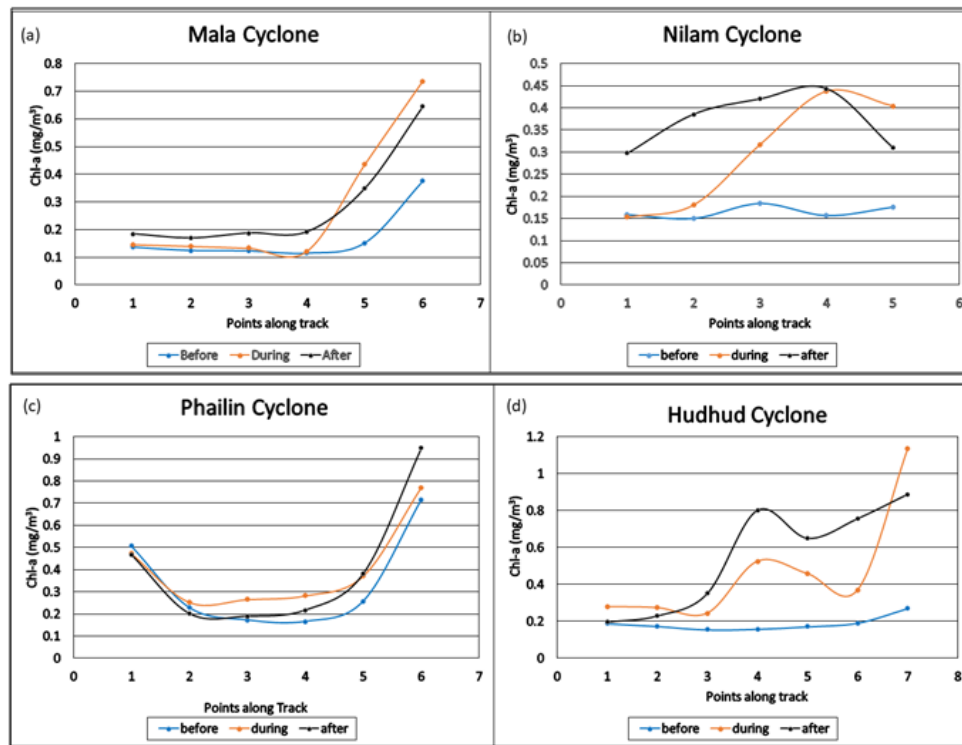 (a)
Mala Cyclone
Chl-a (mg/m³)
0.8
0.7
0.6
0.5
0.4
0.3
0.2
0.1
0
0 1 2 3 4 5 6 7
Points along track
Before During After
(b)
Nilam Cyclone
Chl-a (mg/m³)
0.5
0.45
0.4
0.35
0.3
0.25
0.2
0.15
0.1
0.05
0
0 1 2 3 4 5 6
Points along track
before during after
(c)
Phailin Cyclone
Chl-a (mg/m³)
1
0.9
0.8
0.7
0.6
0.5
0.4
0.3
0.2
0.1
0
0 1 2 3 4 5 6 7
Points along Track
before during after
(d)
Hudhud Cyclone
Chl-a (mg/m³)
1.2
1
0.8
0.6
0.4
0.2
0
0 1 2 3 4 5 6 7 8
Points along track
before during after